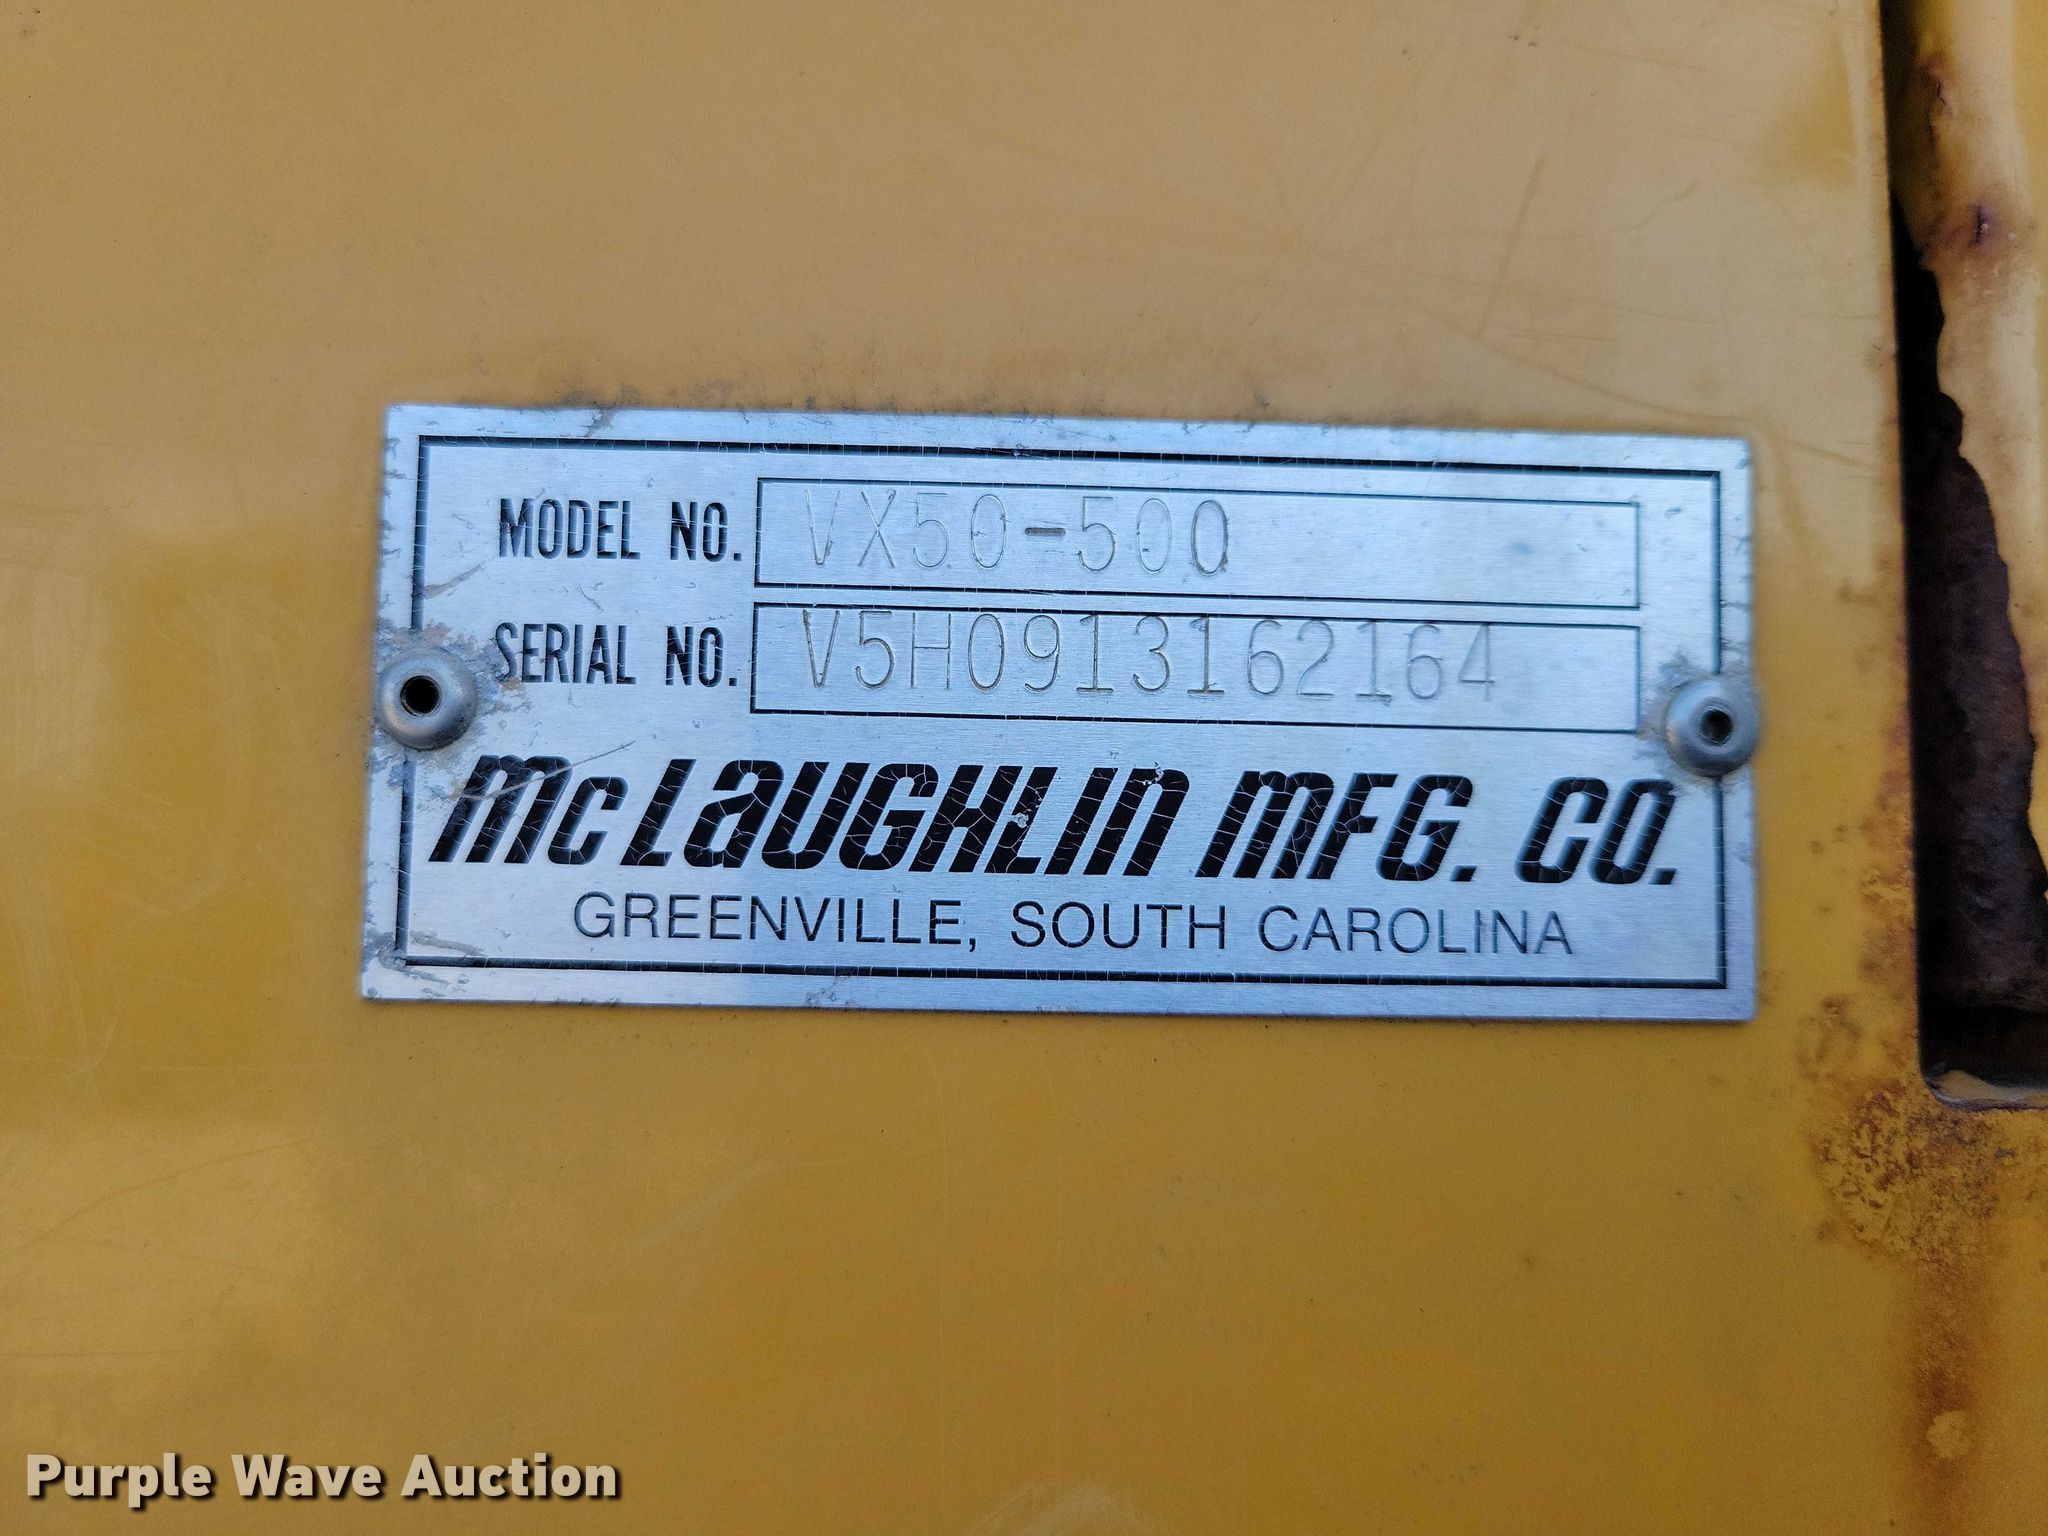 MODEL NO. VX50-500
SERIAL NO. V5H0913162164
McLAUGHLIN MFG. CO.
GREENVILLE, SOUTH CAROLINA
Purple Wave Auction